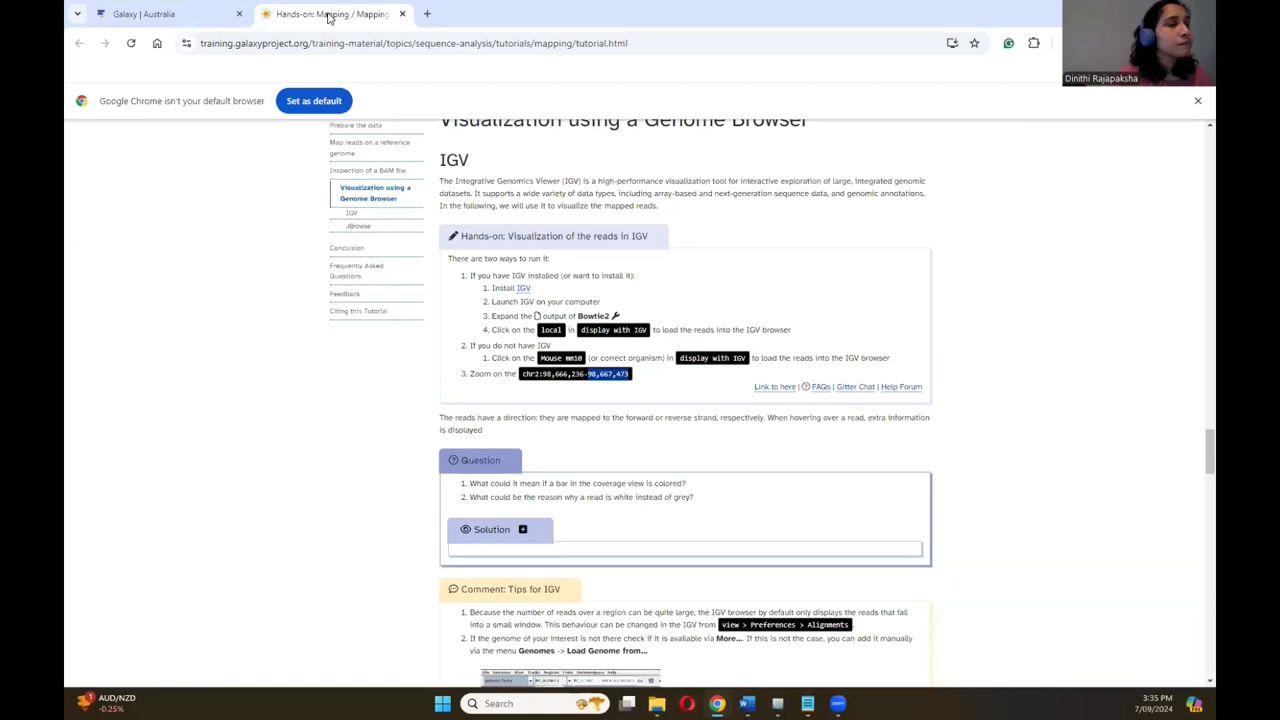 Galaxy | Australia
Hands-on: Mapping / Mapping
training.galaxyproject.org/training-material/topics/sequence-analysis/tutorials/mapping/tutorial.html
Dinithi Rajapaksha
Google Chrome isn't your default browser
Set as default
Prepare the data
Map reads on a reference
genome
Inspection of a BAM file
Visualization using a
Genome Browser
IGV
JBrowse
Conclusion
Frequently Asked
Questions
Feedback
Citing this Tutorial
Visualization using a Genome Browser
IGV
The Integrative Genomics Viewer (IGV) is a high-performance visualization tool for interactive exploration of large, integrated genomic
datasets. It supports a wide variety of data types, including array-based and next-generation sequence data, and genomic annotations.
In the following, we will use it to visualize the mapped reads.
Hands-on: Visualization of the reads in IGV
There are two ways to run it:
1. If you have IGV installed (or want to install it):
1. Install IGV
2. Launch IGV on your computer
3. Expand the output of Bowtie2
4. Click on the local in display with IGV to load the reads into the IGV browser
2. If you do not have IGV
1. Click on the Mouse mm10 (or correct organism) in display with IGV to load the reads into the IGV browser
3. Zoom on the chr2:98,666,236-98,667,473
Link to here | FAQs | Gitter Chat | Help Forum
The reads have a direction: they are mapped to the forward or reverse strand, respectively. When hovering over a read, extra information
is displayed
Question
1. What could it mean if a bar in the coverage view is colored?
2. What could be the reason why a read is white instead of grey?
Solution
Comment: Tips for IGV
1. Because the number of reads over a region can be quite large, the IGV browser by default only displays the reads that fall
into a small window. This behaviour can be changed in the IGV from view > Preferences > Alignments
2. If the genome of your interest is not there check if it is available via More... If this is not the case, you can add it manually
via the menu Genomes -> Load Genome from...
AUD/NZD
-0.25%
1
Search
3:35 PM
7/09/2024